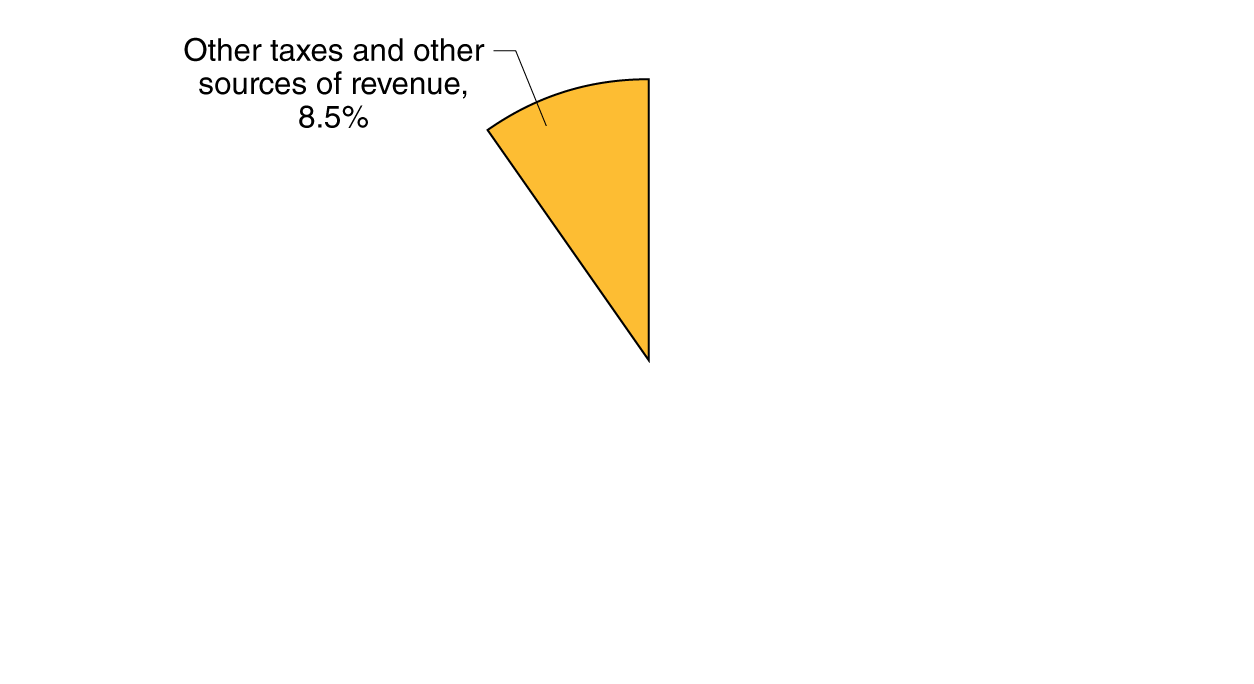 Other taxes and other
sources of revenue,
8.5%